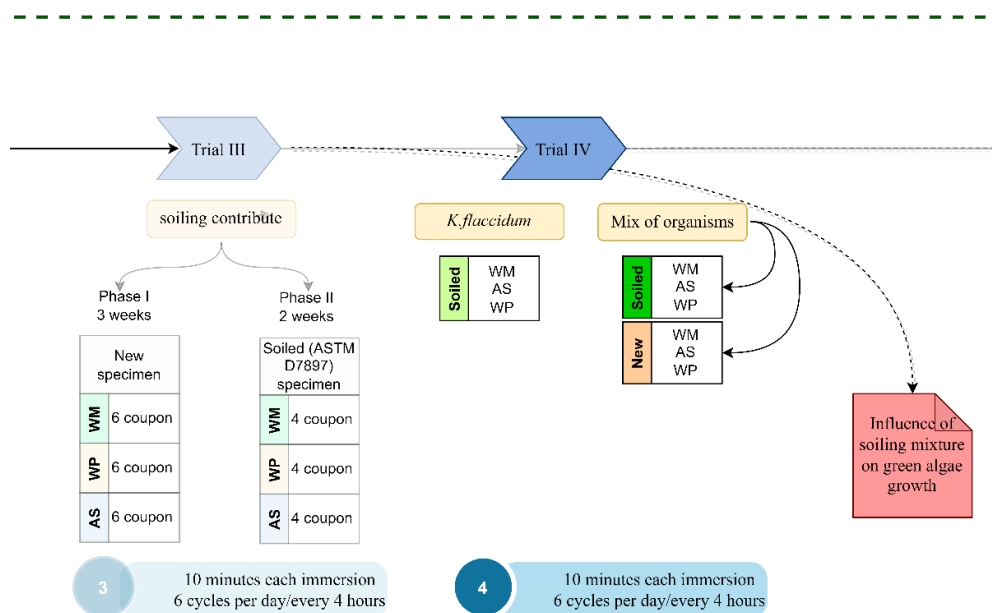 Trial III
Trial IV
soiling contribute
K.flaccidum
Mix of organisms
Phase I
3 weeks
Phase II
2 weeks
New
specimen
WM
6 coupon
WP
6 coupon
AS
6 coupon
Soiled (ASTM
D7897)
specimen
WM
4 coupon
WP
4 coupon
AS
4 coupon
Soiled
WM
AS
WP
Soiled
WM
AS
WP
New
WM
AS
WP
Influence of
soiling mixture
on green algae
growth
3
10 minutes each immersion
6 cycles per day/every 4 hours
4
10 minutes each immersion
6 cycles per day/every 4 hours